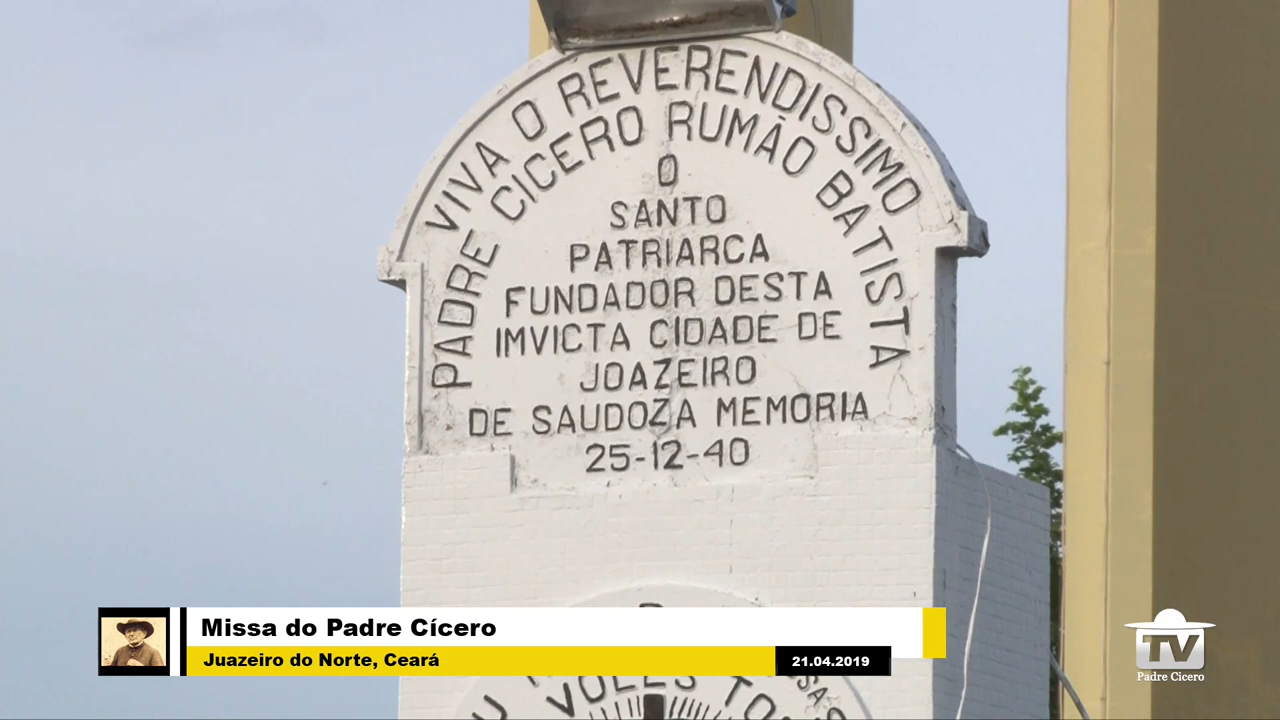 VIVA O REVERENDISSIMO
PADRE CICERO RUMÃO BATISTA
O
SANTO
PATRIARCA
FUNDADOR DESTA
IMVICTA CIDADE DE
JOAZEIRO
DE SAUDOZA MEMORIA
25-12-40
Missa do Padre Cícero
Juazeiro do Norte, Ceará
21.04.2019
TV
Padre Cicero